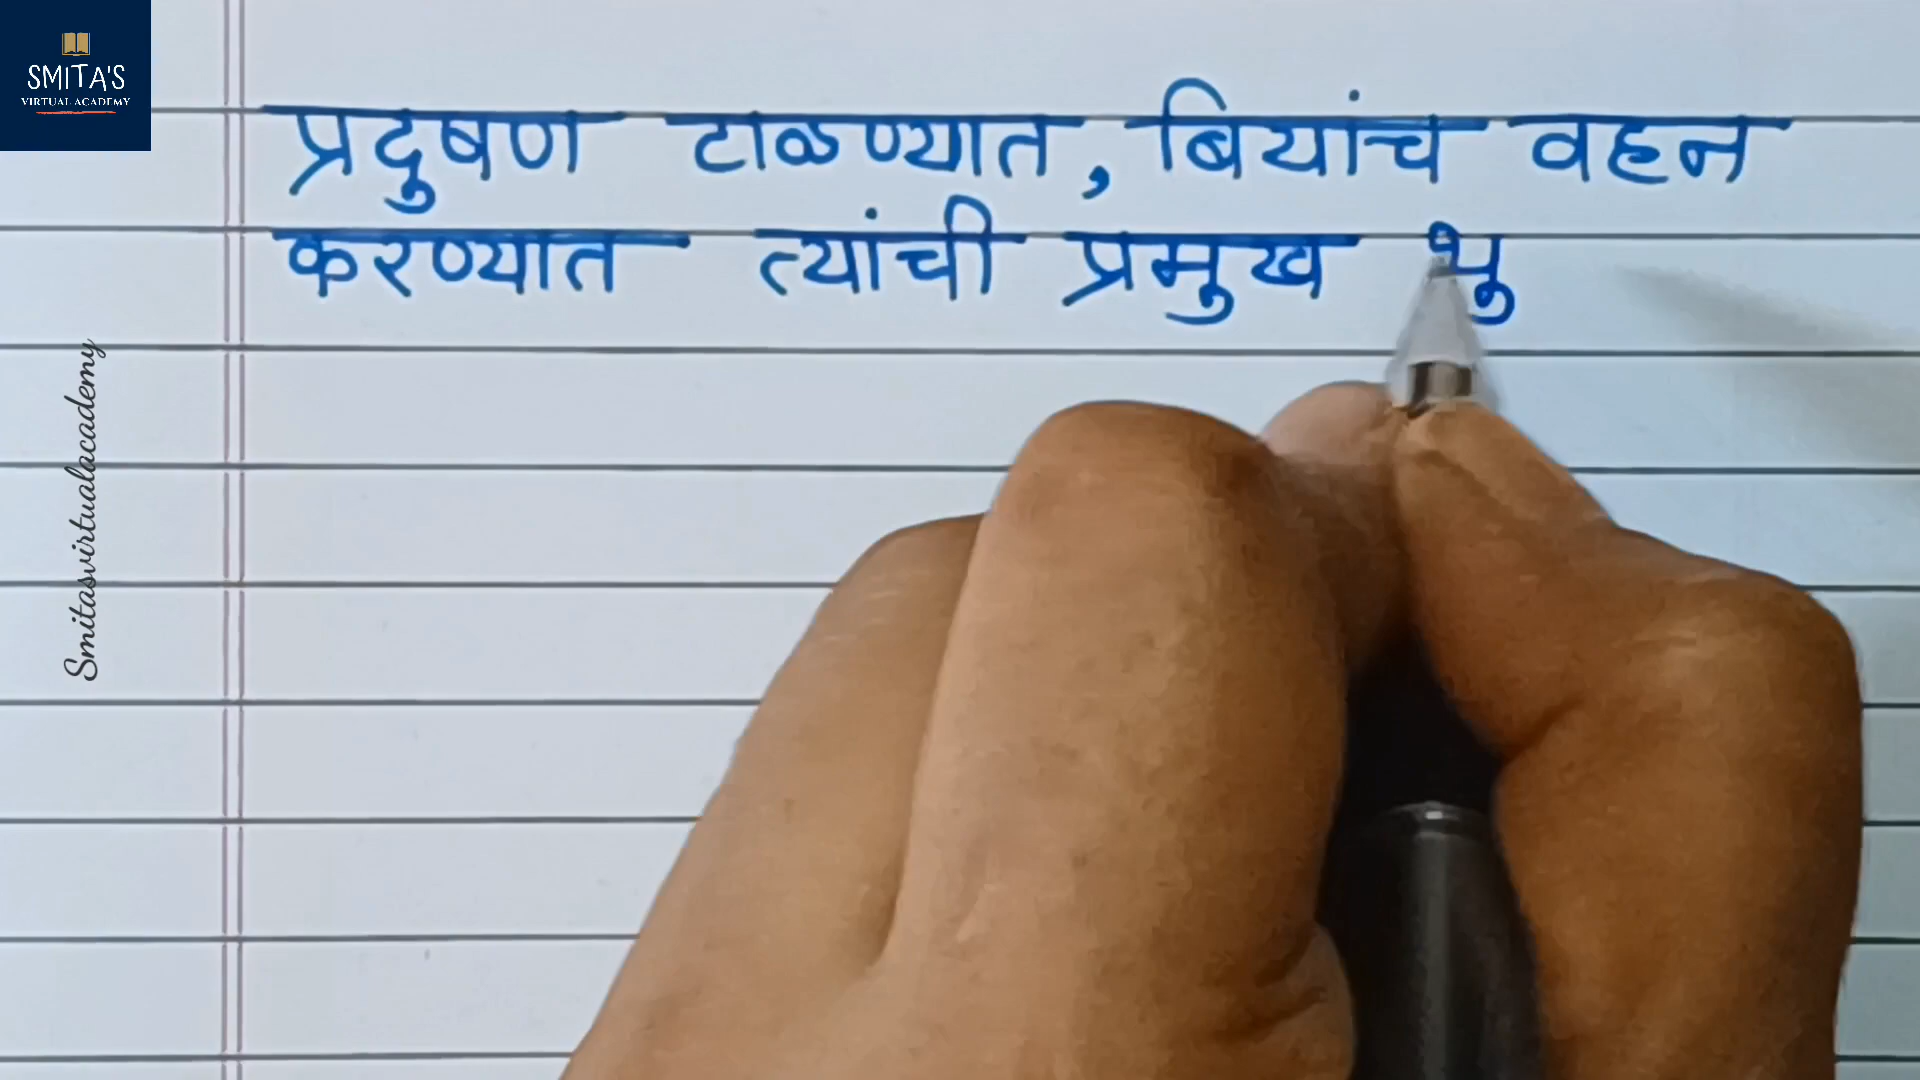 SMITA'S
VIRTUAL ACADEMY
प्रदुषण टाळण्यात, बियांच वहन
करण्यात त्यांची प्रमुख भु
Smitasvirtualacademy